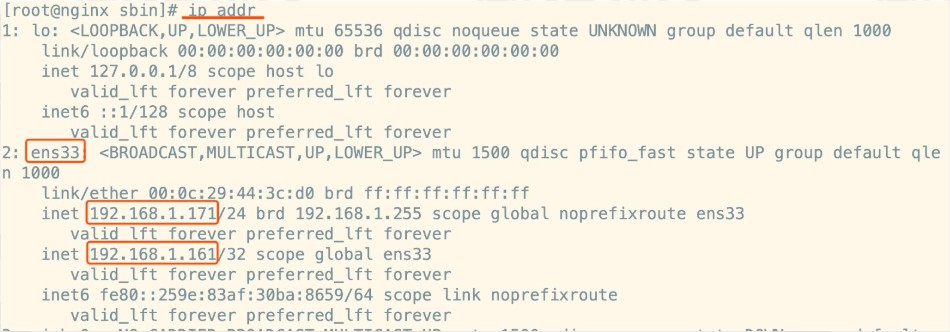 [root@nginx sbin]# ip addr
1: lo: <LOOPBACK,UP,LOWER_UP> mtu 65536 qdisc noqueue state UNKNOWN group default qlen 1000
link/loopback 00:00:00:00:00:00 brd 00:00:00:00:00:00
inet 127.0.0.1/8 scope host lo
valid_lft forever preferred_lft forever
inet6 ::1/128 scope host
valid_lft forever preferred_lft forever
2: ens33: <BROADCAST,MULTICAST,UP,LOWER_UP> mtu 1500 qdisc pfifo_fast state UP group default qle
n 1000
link/ether 00:0c:29:44:3c:d0 brd ff:ff:ff:ff:ff:ff
inet 192.168.1.171/24 brd 192.168.1.255 scope global noprefixroute ens33
valid_lft forever preferred_lft forever
inet 192.168.1.161/32 scope global ens33
valid_lft forever preferred_lft forever
inet6 fe80::259e:83af:30ba:8659/64 scope link noprefixroute
valid_lft forever preferred_lft forever